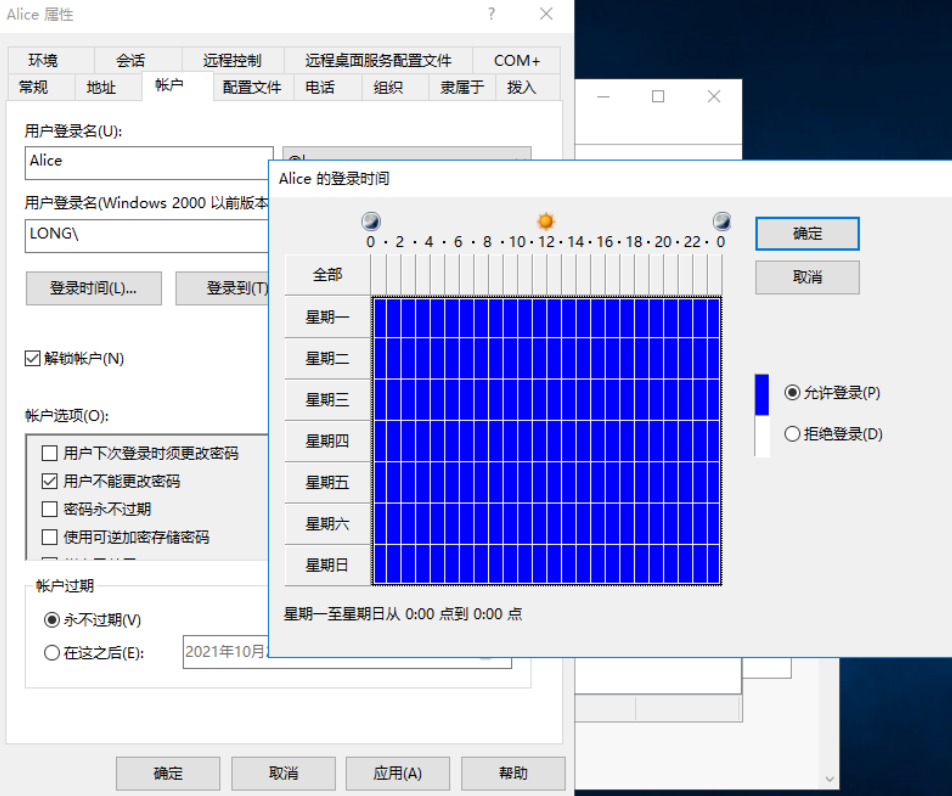 Alice 属性
环境 会话 远程控制 远程桌面服务配置文件 COM+
常规 地址 帐户 配置文件 电话 组织 隶属于 拨入
用户登录名(U):
Alice
用户登录名(Windows 2000 以前版本
LONG\
登录时间(L)... 登录到(T)
解锁帐户(N)
帐户选项(O):
用户下次登录时须更改密码
用户不能更改密码
密码永不过期
使用可逆加密存储密码
帐户过期
永不过期(V)
在这之后(E):
2021年10月
确定 取消 应用(A) 帮助
Alice 的登录时间
0 · 2 · 4 · 6 · 8 · 10 · 12 · 14 · 16 · 18 · 20 · 22 · 0
全部
星期一
星期二
星期三
星期四
星期五
星期六
星期日
星期一至星期日从 0:00 点到 0:00 点
确定
取消
允许登录(P)
拒绝登录(D)